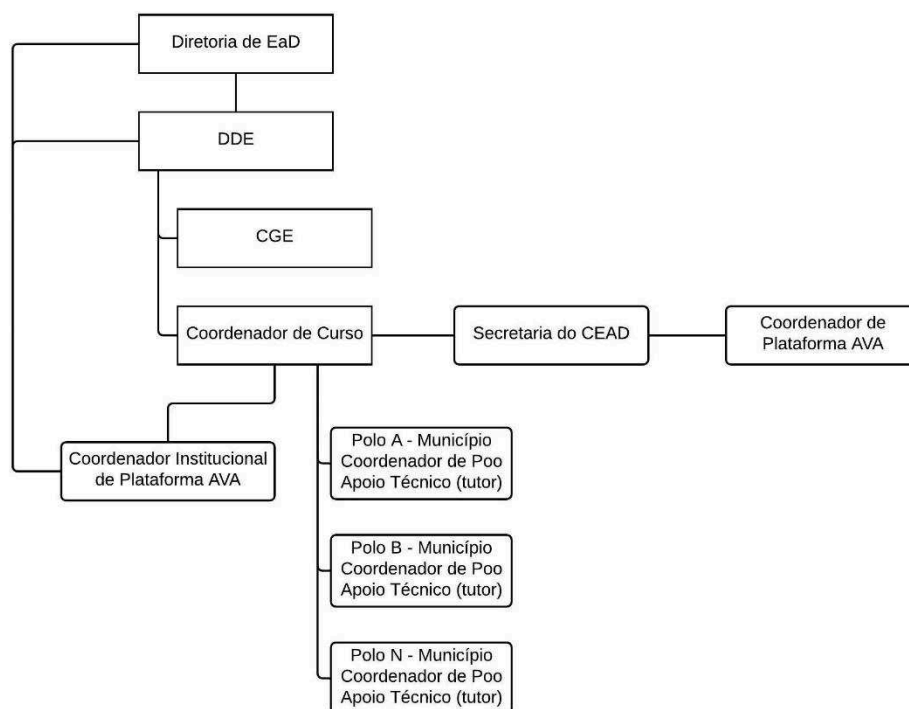 Diretoria de EaD
DDE
CGE
Coordenador de Curso
Secretaria do CEAD
Coordenador de
Plataforma AVA
Coordenador Institucional
de Plataforma AVA
Polo A - Município
Coordenador de Poo
Apoio Técnico (tutor)
Polo B - Município
Coordenador de Poo
Apoio Técnico (tutor)
Polo N - Município
Coordenador de Poo
Apoio Técnico (tutor)